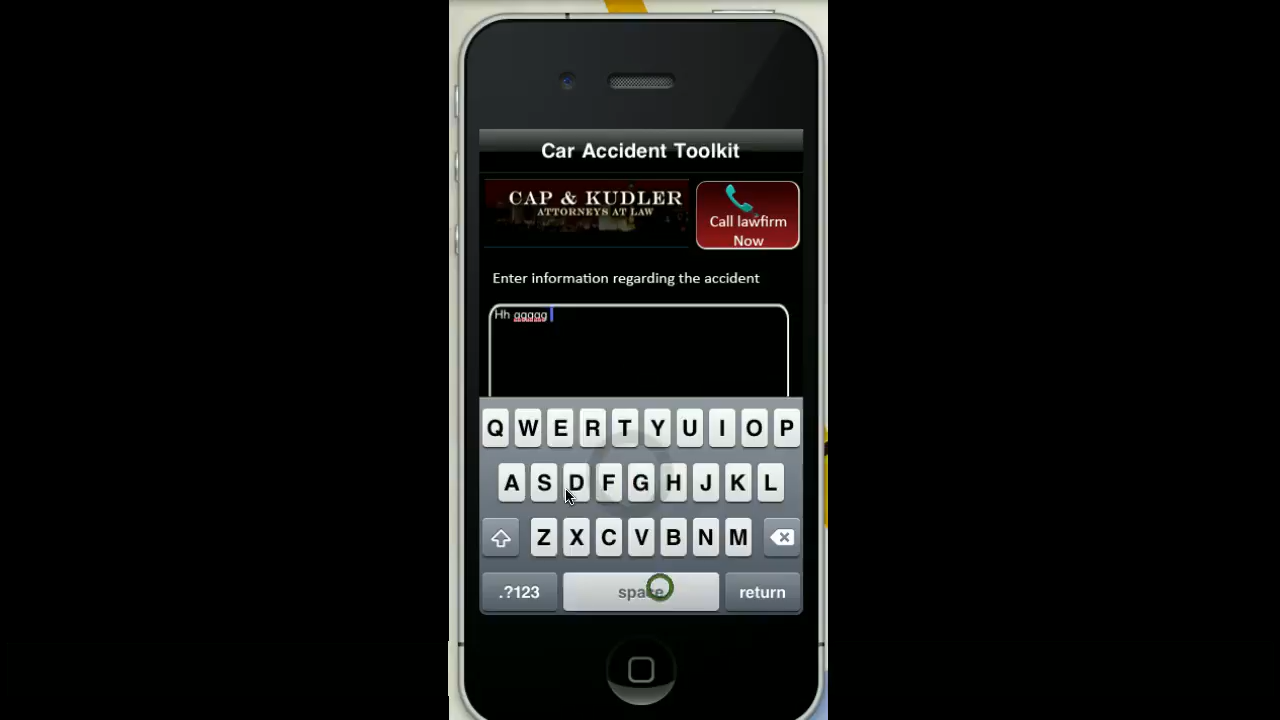 Car Accident Toolkit
CAP & KUDLER
ATTORNEYS AT LAW
Call lawfirm
Now
Enter information regarding the accident
Hh ggggg
Q W E R T Y U I O P
A S D F G H J K L
Z X C V B N M
.?123 space return